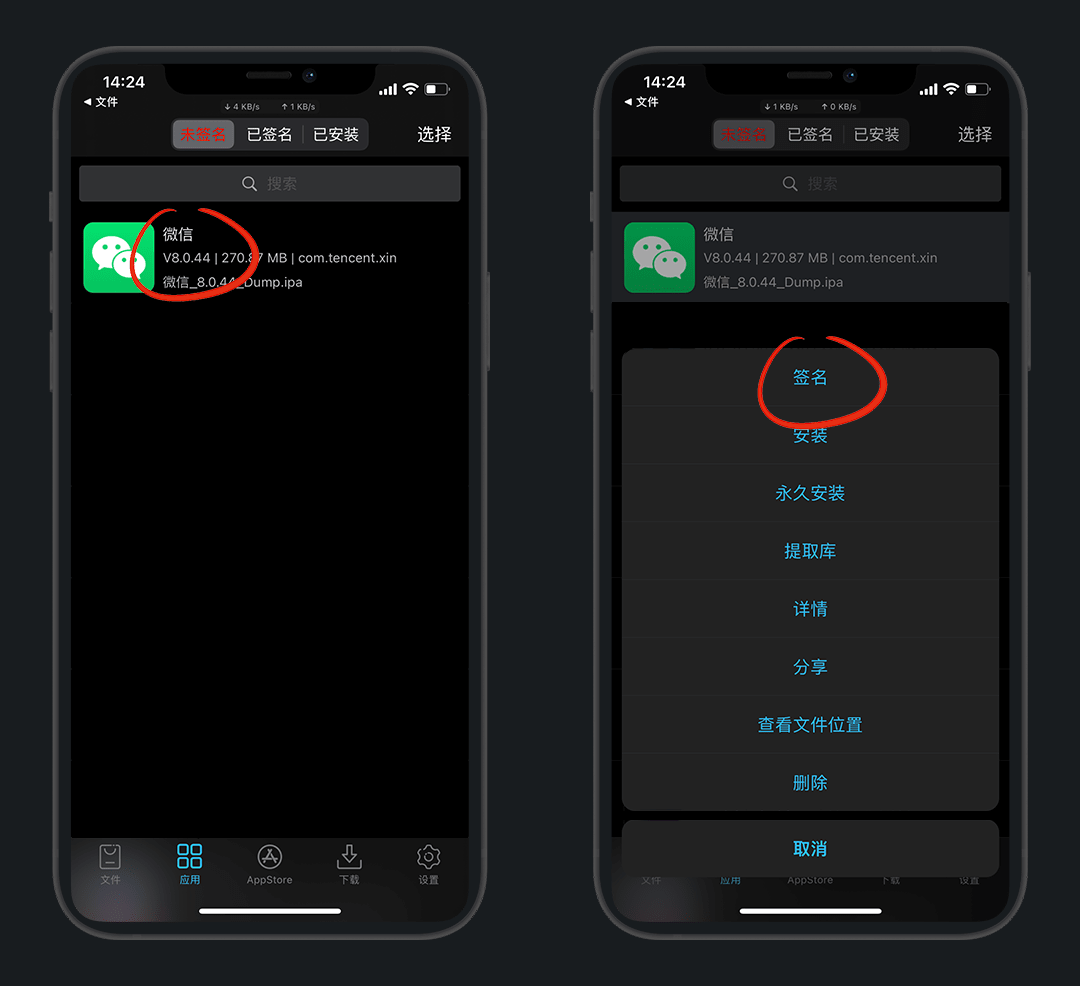 14:24
◀ 文件
↓ 4 KB/s ↑ 1 KB/s
未签名 已签名 已安装 选择
搜索
微信
V8.0.44 | 270.87 MB | com.tencent.xin
微信_8.0.44_Dump.ipa
文件 应用 AppStore 下载 设置
14:24
◀ 文件
↓ 1 KB/s ↑ 0 KB/s
未签名 已签名 已安装 选择
搜索
微信
V8.0.44 | 270.87 MB | com.tencent.xin
微信_8.0.44_Dump.ipa
签名
安装
永久安装
提取库
详情
分享
查看文件位置
删除
取消
文件 应用 AppStore 下载 设置